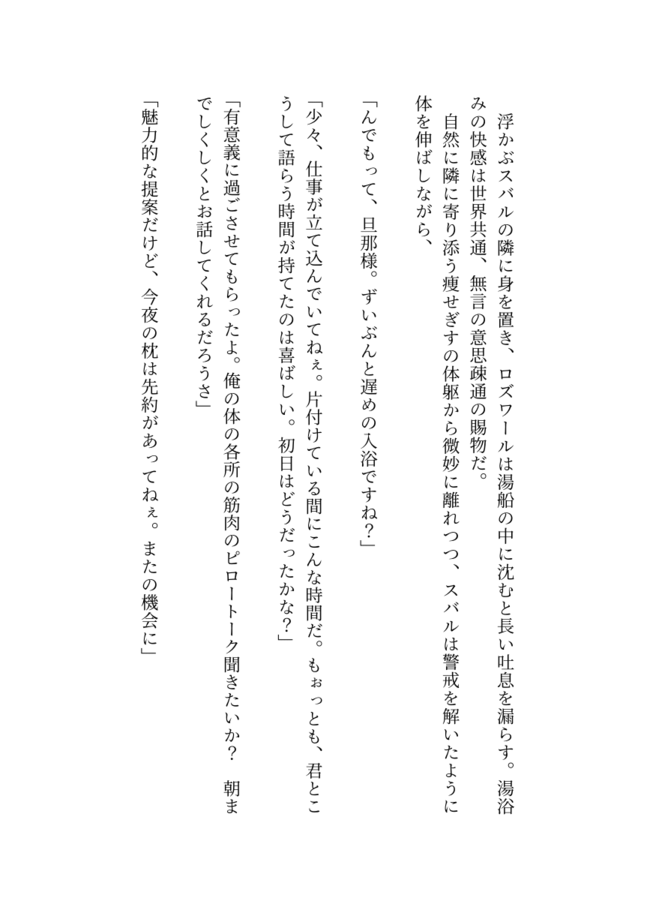 浮かぶスバルの隣に身を置き、ロズワールは湯船の中に沈むと長い吐息を漏らす。湯浴
みの快感は世界共通、無言の意思疎通の賜物だ。
　自然に隣に寄り添う痩せぎすの体躯から微妙に離れつつ、スバルは警戒を解いたように
体を伸ばしながら、
「んでもって、旦那様。ずいぶんと遅めの入浴ですね？」
「少々、仕事が立て込んでいてねぇ。片付けている間にこんな時間だ。もぉっとも、君とこ
うして語らう時間が持てたのは喜ばしい。初日はどうだったかな？」
「有意義に過ごさせてもらったよ。俺の体の各所の筋肉のピロートーク聞きたいか？　朝ま
でしくしくとお話してくれるだろうさ」
「魅力的な提案だけど、今夜の枕は先約があってねぇ。またの機会に」